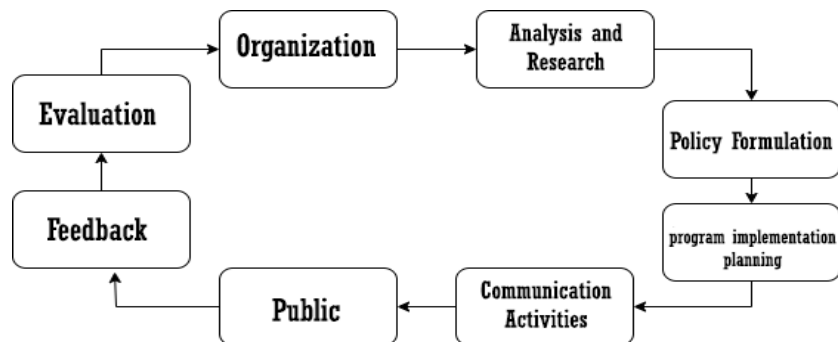 Organization
Analysis and
Research
Policy Formulation
program implementation
planning
Communication
Activities
Public
Feedback
Evaluation